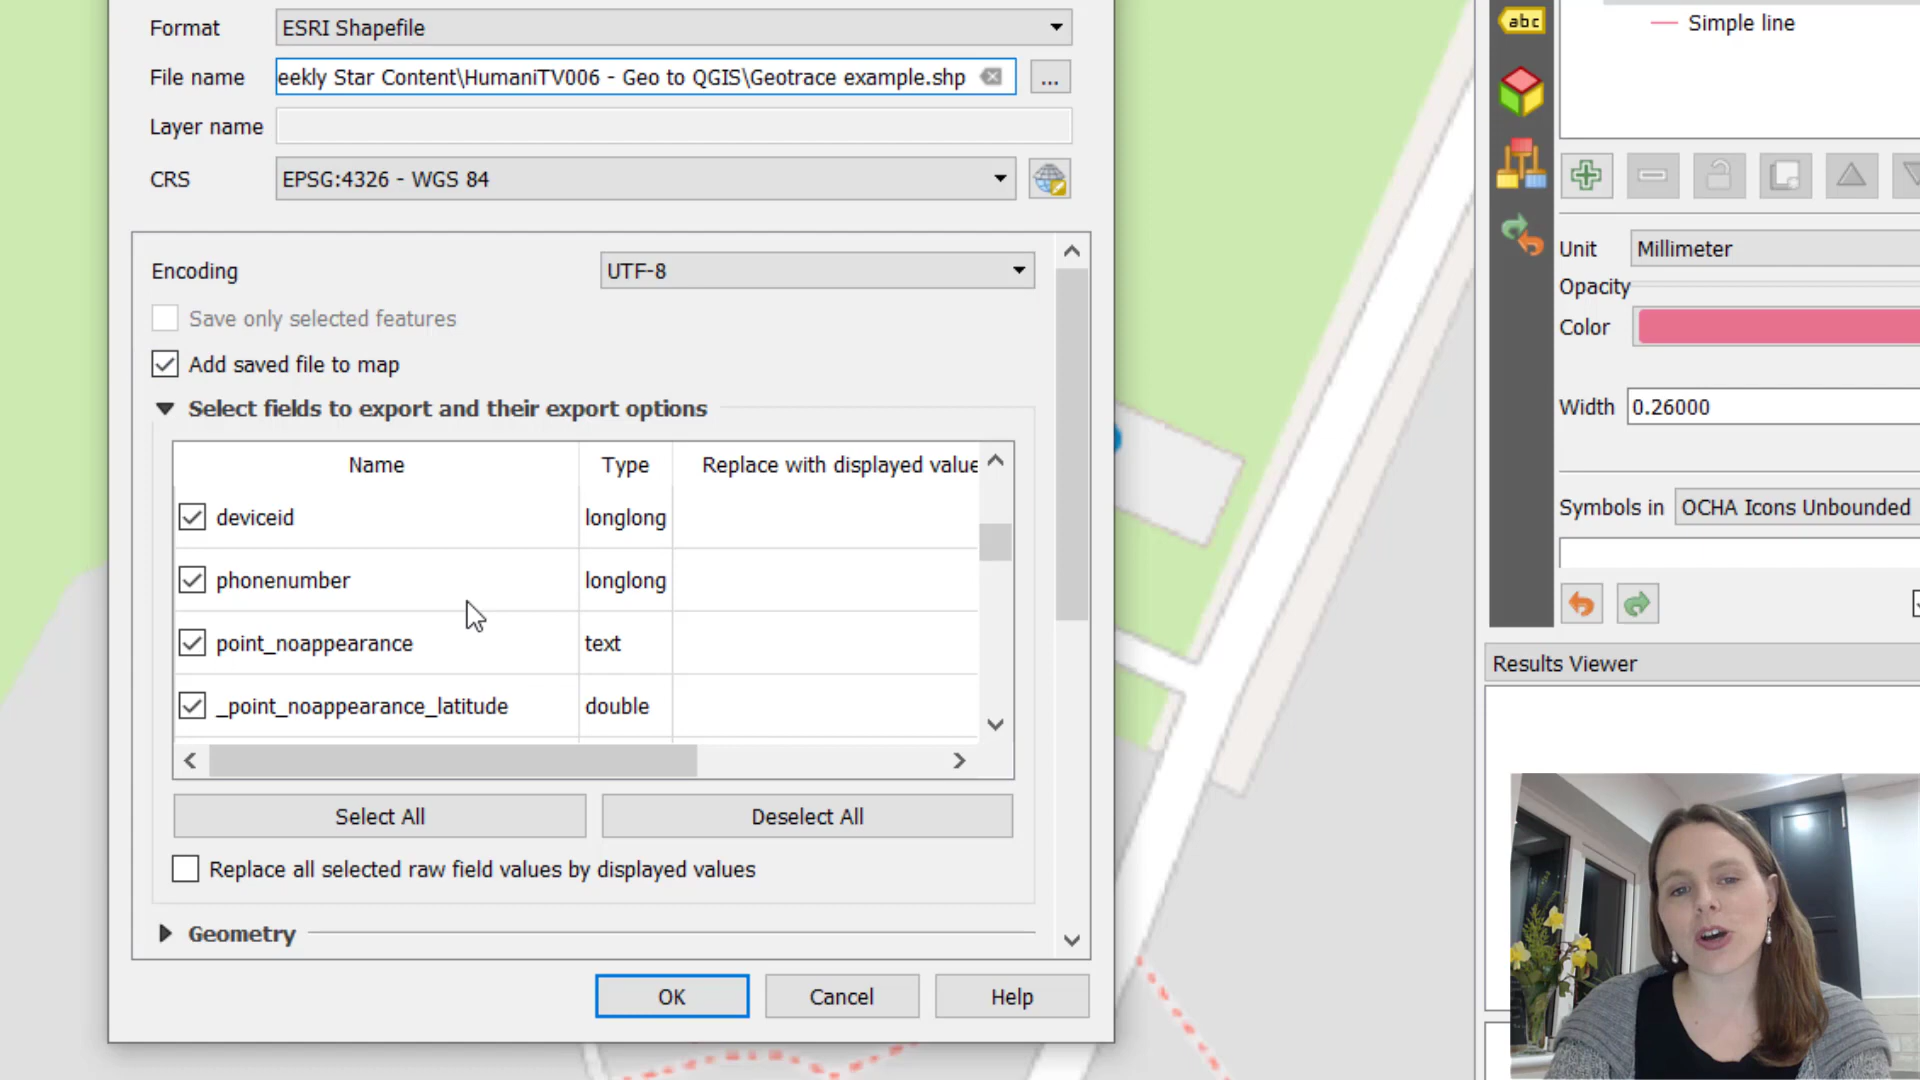 Format
ESRI Shapefile
File name
eekly Star Content\HumaniTV006 - Geo to QGIS\Geotrace example.shp
...
Layer name
CRS
EPSG:4326 - WGS 84
Encoding
UTF-8
Save only selected features
Add saved file to map
Select fields to export and their export options
Name
Type
Replace with displayed value
deviceid
longlong
phonenumber
longlong
point_noappearance
text
_point_noappearance_latitude
double
Select All
Deselect All
Replace all selected raw field values by displayed values
Geometry
OK
Cancel
Help
abc
Simple line
Unit
Millimeter
Opacity
Color
Width
0.26000
Symbols in
OCHA Icons Unbounded
Results Viewer